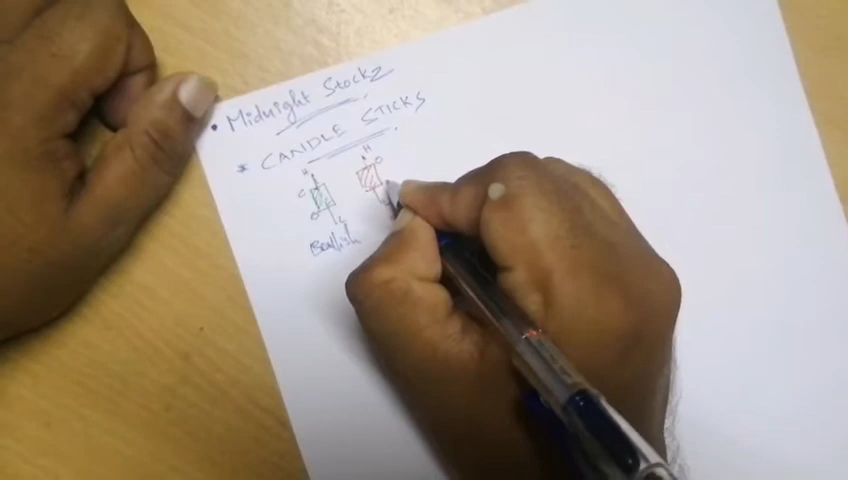 • Midnight Stockz
* CANDLE STICKS
H H
C O
O L
Bullish